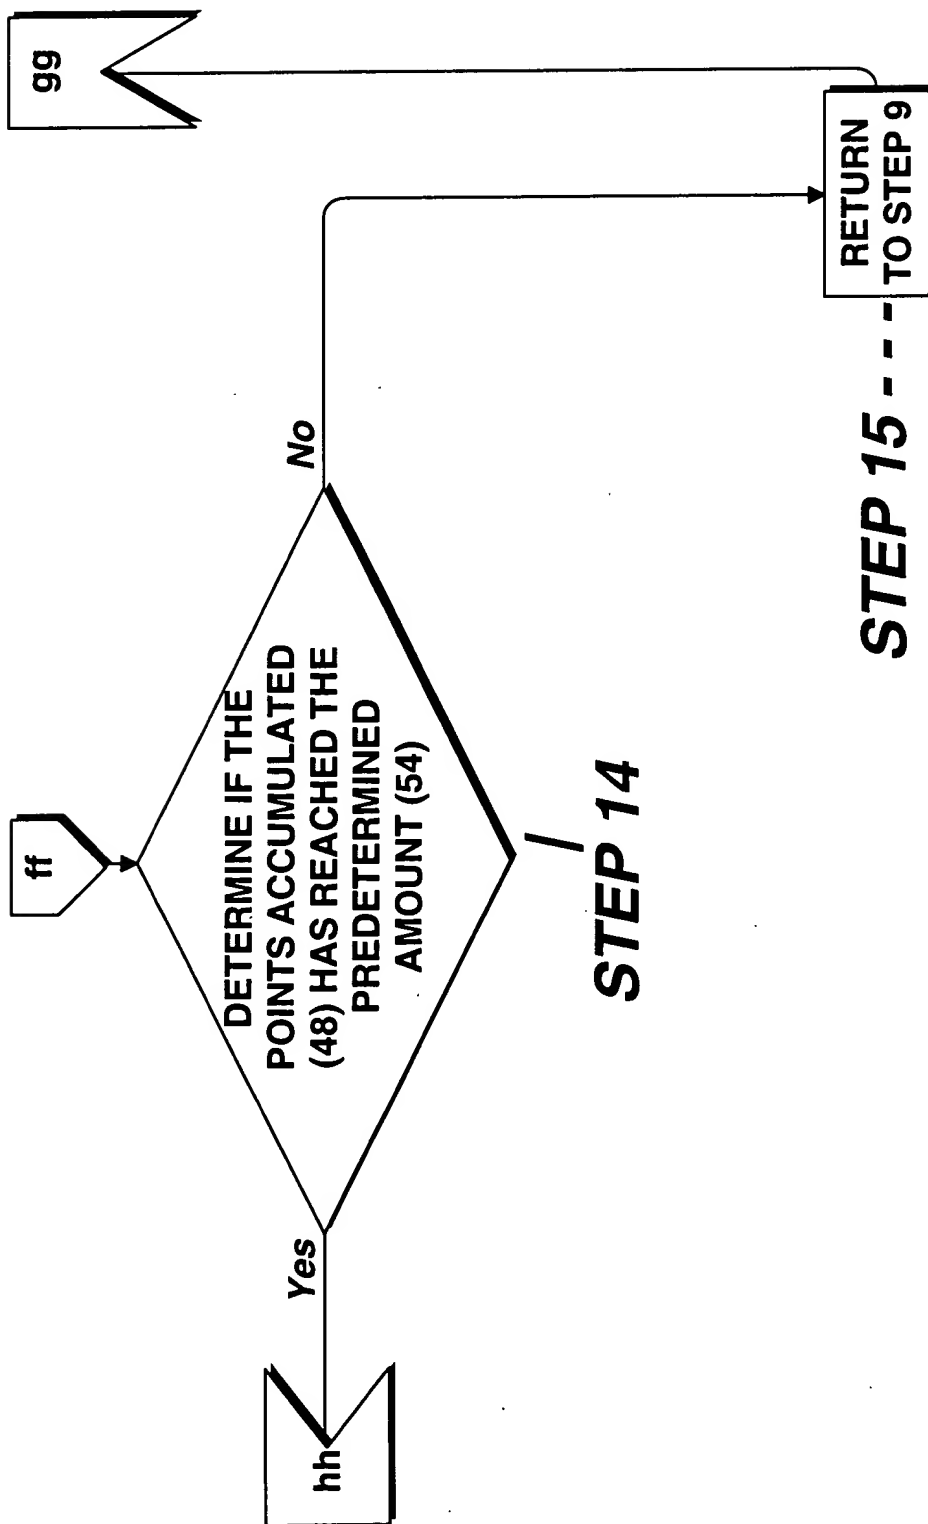 ff
gg
DETERMINE IF THE
POINTS ACCUMULATED
(48) HAS REACHED THE
PREDETERMINED
AMOUNT (54)
Yes
No
hh
STEP 14
RETURN
TO STEP 9
STEP 15